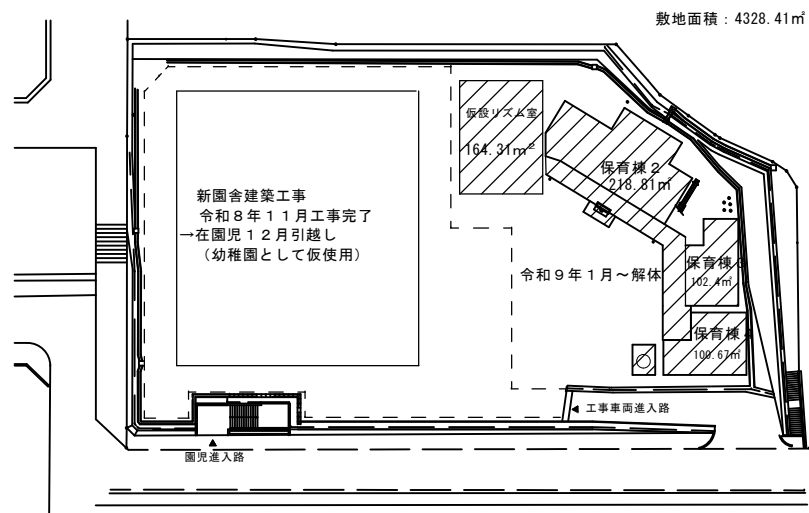 敷地面積：4328.41㎡
仮設リズム室
164.31㎡
保育棟２
218.81㎡
新園舎建築工事
令和８年１１月工事完了
→在園児１２月引越し
（幼稚園として仮使用）
保育棟３
102.4㎡
令和９年１月～解体
保育棟４
100.67㎡
工事車両進入路
園児進入路